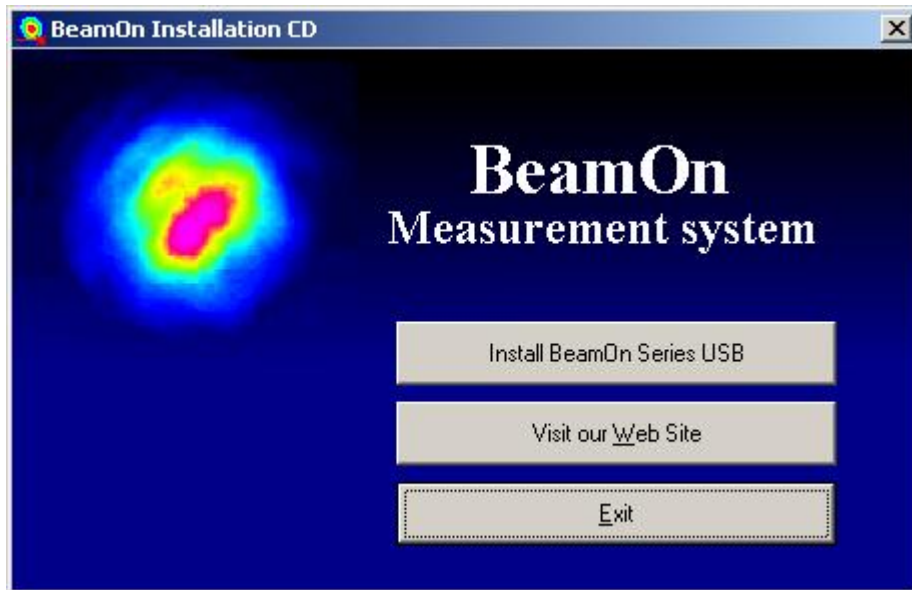 BeamOn Installation CD
BeamOn
Measurement system
Install BeamOn Series USB
Visit our Web Site
Exit